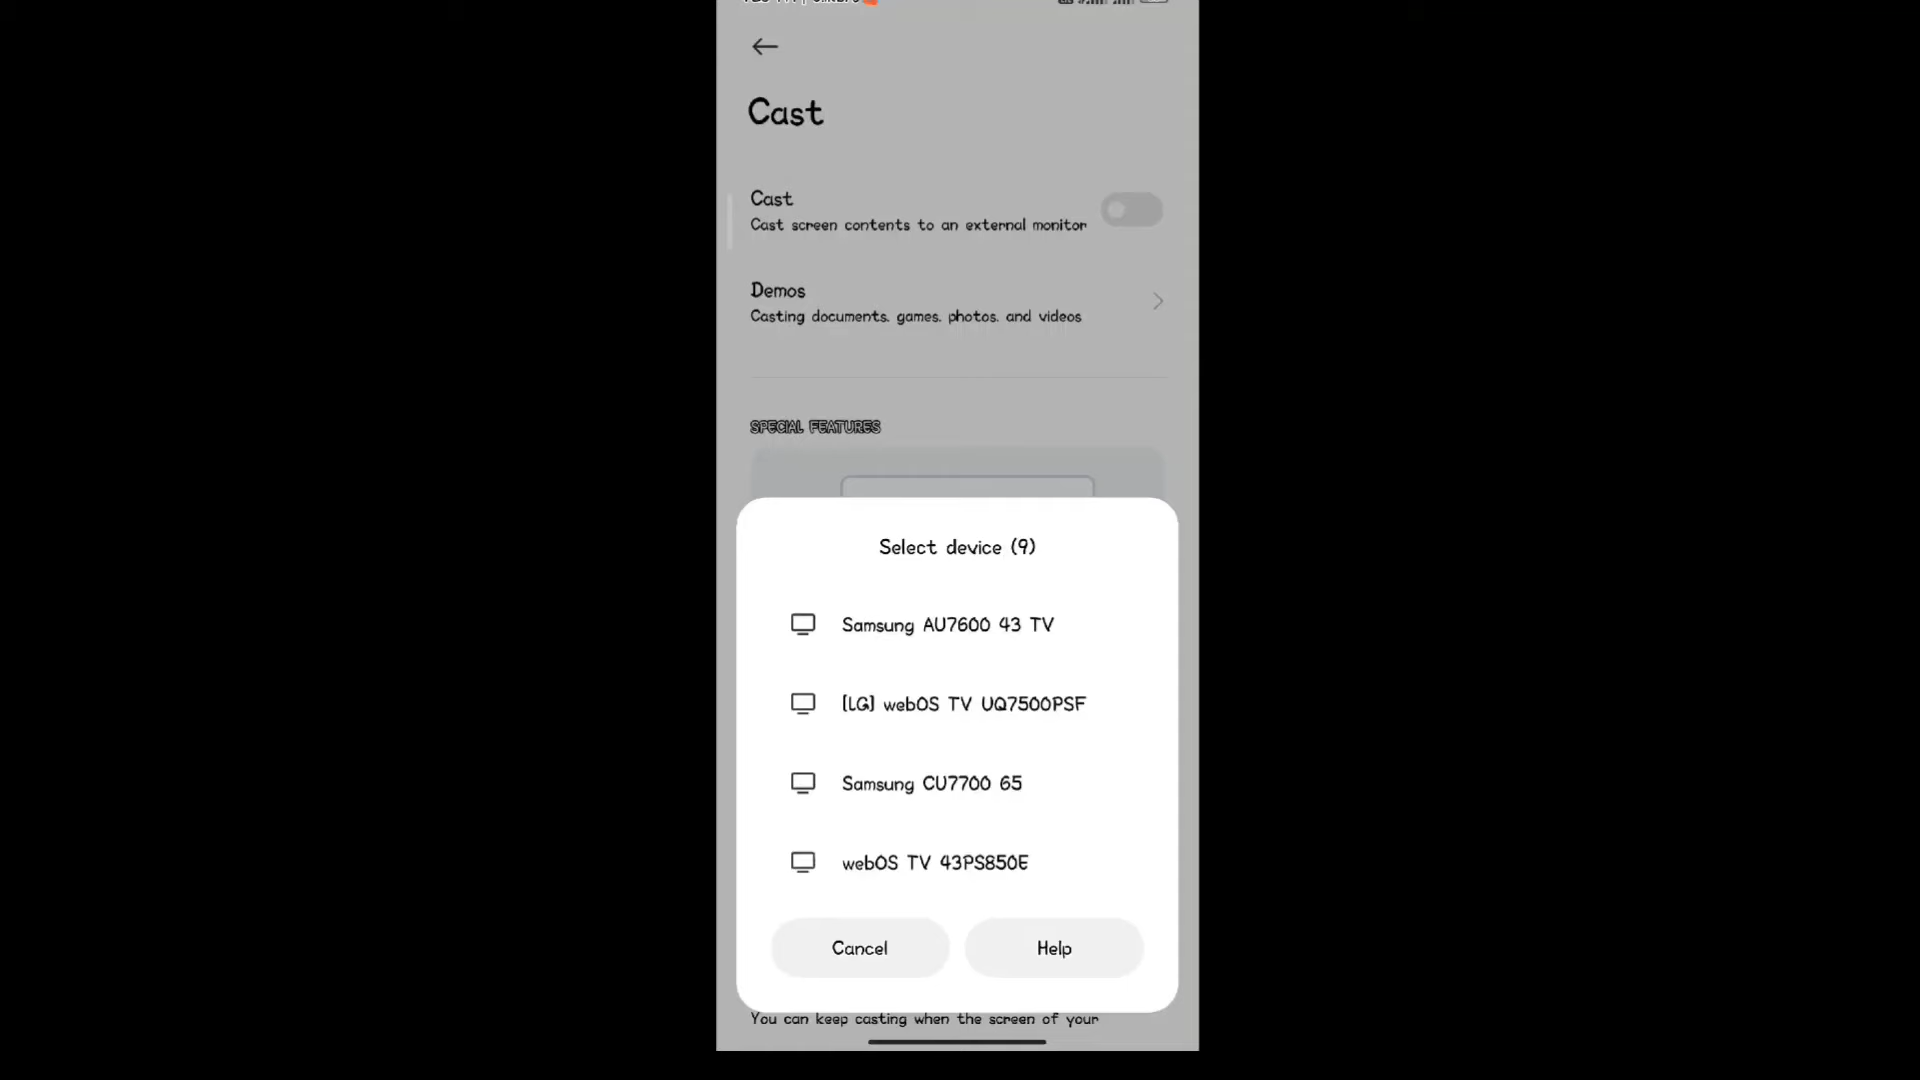 Cast
Cast
Cast screen contents to an external monitor
Demos
Casting documents, games, photos, and videos
SPECIAL FEATURES
Select device (9)
Samsung AU7600 43 TV
[LG] webOS TV UQ7500PSF
Samsung CU7700 65
webOS TV 43PS850E
Cancel Help
You can keep casting when the screen of your